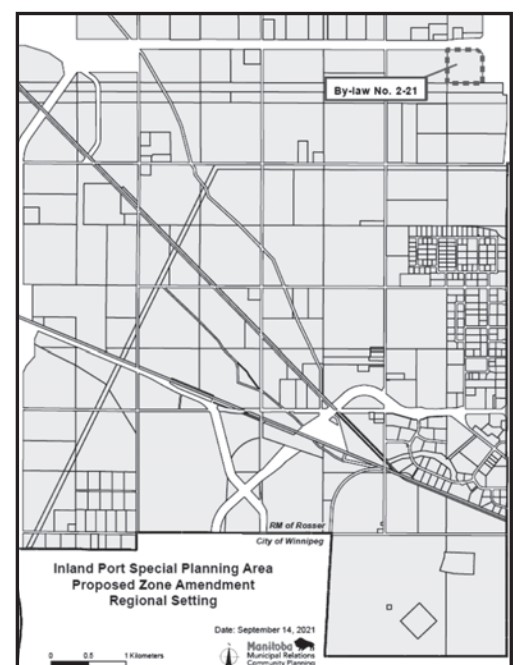 By-law No. 2-21
RM of Rosser
City of Winnipeg
Inland Port Special Planning Area
Proposed Zone Amendment
Regional Setting
Date: September 14, 2021
0 0.5 1 Kilometers
Manitoba
Municipal Relations
Community Planning